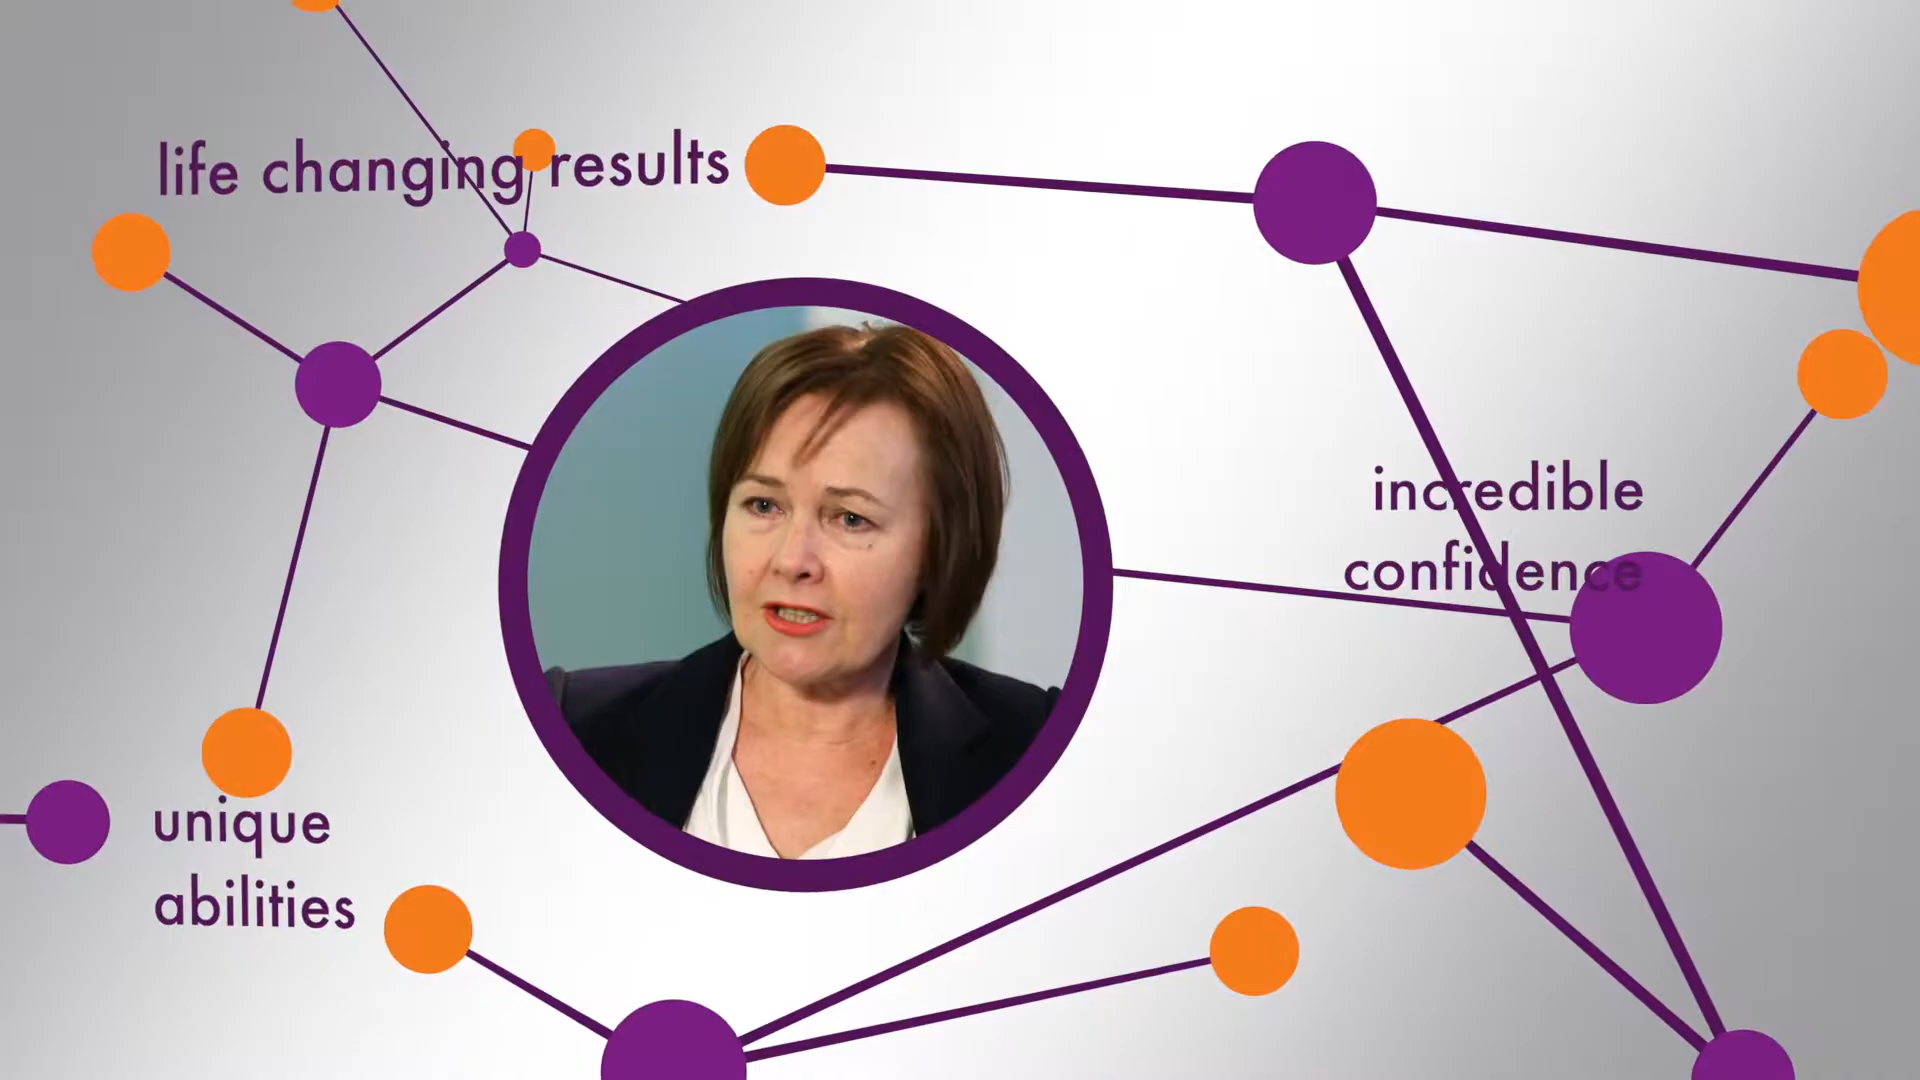 life changing results
incredible
confidence
unique
abilities